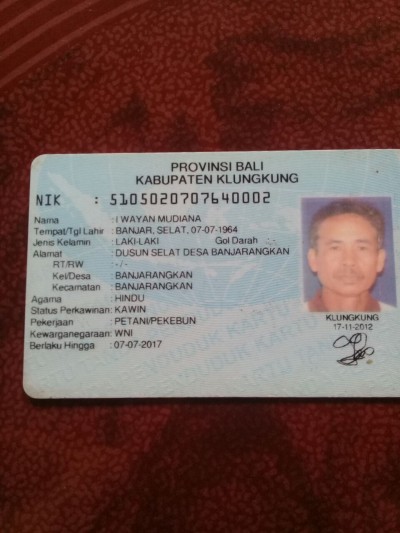 PROVINSI BALI
KABUPATEN KLUNGKUNG
NIK : 5105020707640002
Nama : I WAYAN MUDIANA
Tempat/Tgl Lahir : BANJAR, SELAT, 07-07-1964
Jenis Kelamin : LAKI-LAKI Gol Darah : -
Alamat : DUSUN SELAT DESA BANJARANGKAN
RT/RW : -/-
Kel/Desa : BANJARANGKAN
Kecamatan : BANJARANGKAN
Agama : HINDU
Status Perkawinan: KAWIN
Pekerjaan : PETANI/PEKEBUN
Kewarganegaraan: WNI
Berlaku Hingga : 07-07-2017
KLUNGKUNG
17-11-2012